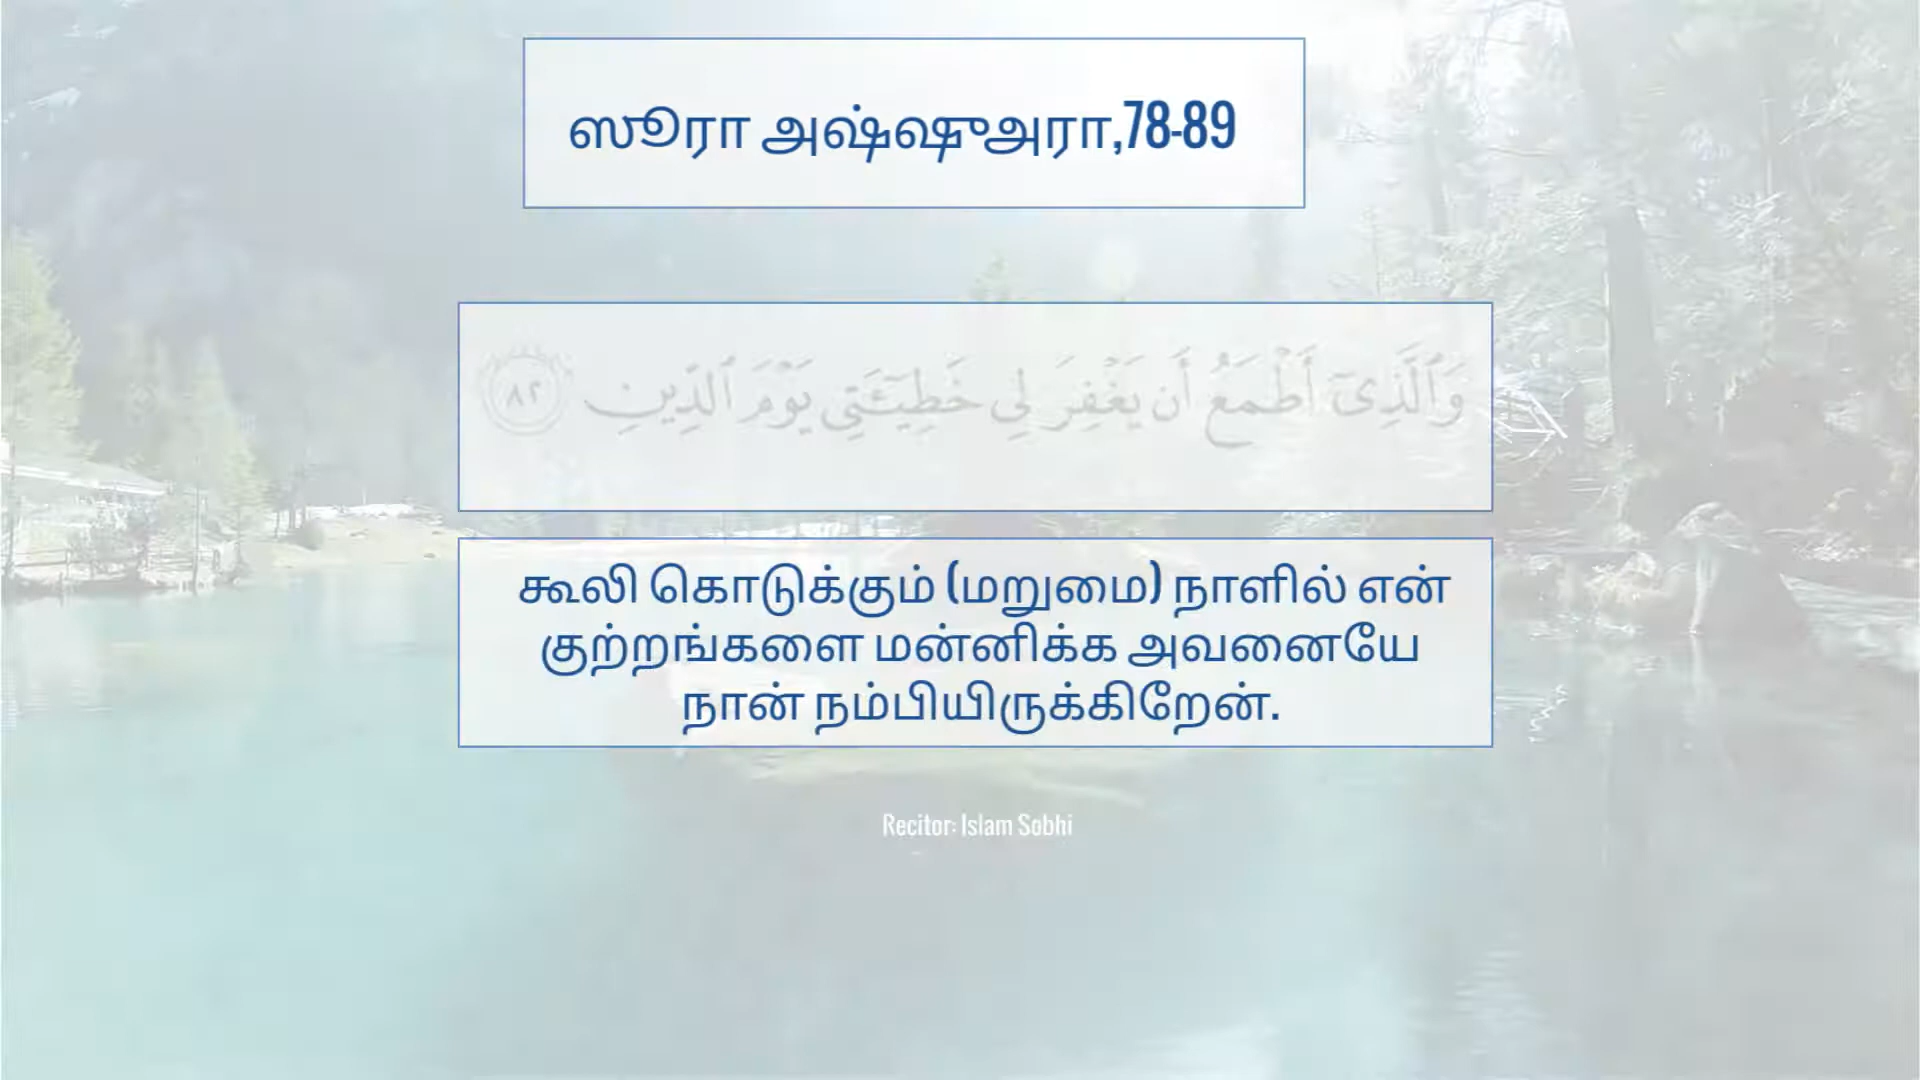 ஸூரா அஷ்ஷுஅரா,78-89
وَٱلَّذِىٓ أَطْمَعُ أَن يَغْفِرَ لِى خَطِيٓـَٔتِى يَوْمَ ٱلدِّينِ ٨٢
கூலி கொடுக்கும் (மறுமை) நாளில் என்
குற்றங்களை மன்னிக்க அவனையே
நான் நம்பியிருக்கிறேன்.
Recitor: Islam Sobhi